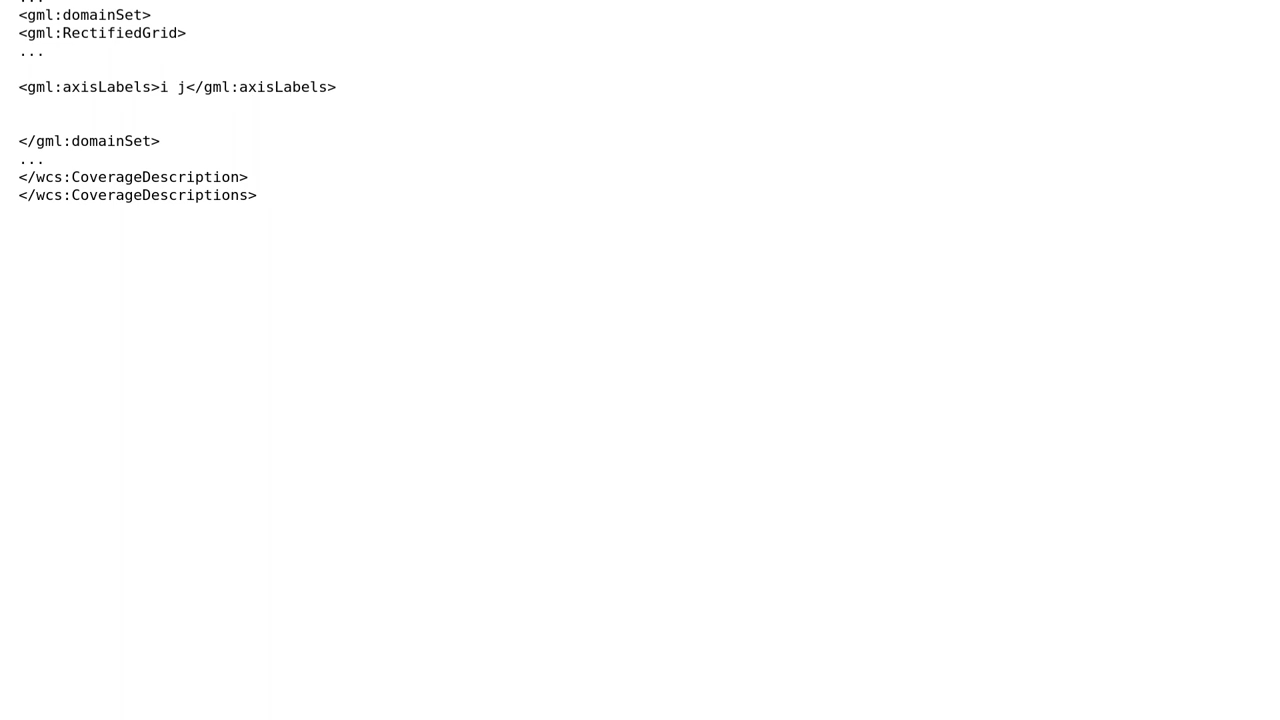 ...
<gml:domainSet>
<gml:RectifiedGrid>
...
<gml:axisLabels>i j</gml:axisLabels>
</gml:domainSet>
...
</wcs:CoverageDescription>
</wcs:CoverageDescriptions>